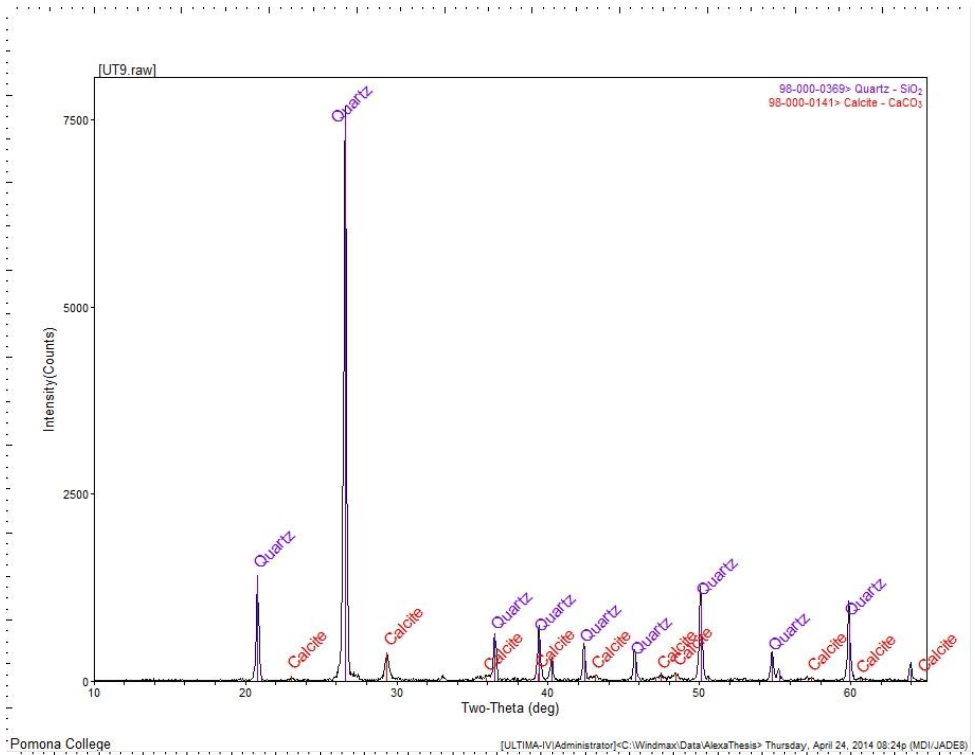 [UT9.raw]
98-000-0369> Quartz - SiO₂
98-000-0141> Calcite - CaCO₃
7500
5000
2500
0
Intensity(Counts)
Quartz
Quartz
Calcite
Calcite
Quartz
Calcite
Quartz
Calcite
Quartz
Calcite
Quartz
Calcite
Calcite
Quartz
Quartz
Calcite
Quartz
Calcite
Calcite
10
20
30
40
50
60
Two-Theta (deg)
Pomona College
[ULTIMA-IV|Administrator]<C:\Windmax\Data\AlexaThesis> Thursday, April 24, 2014 08:24p (MDI/JADE8)